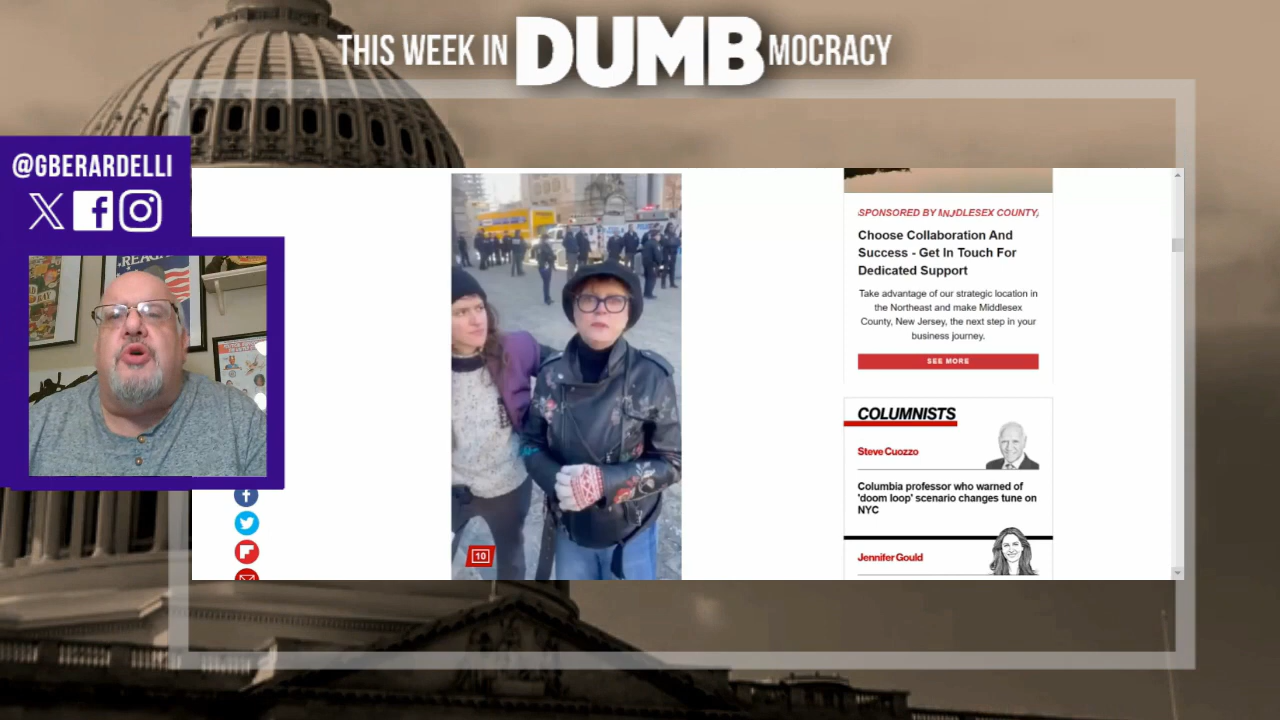 THIS WEEK IN DUMBMOCRACY
@GBERARDELLI
REAGAN
SPONSORED BY MIDDLESEX COUNTY,
Choose Collaboration And
Success - Get In Touch For
Dedicated Support
Take advantage of our strategic location in
the Northeast and make Middlesex
County, New Jersey, the next step in your
business journey.
SEE MORE
COLUMNISTS
Steve Cuozzo
Columbia professor who warned of
'doom loop' scenario changes tune on
NYC
Jennifer Gould
10